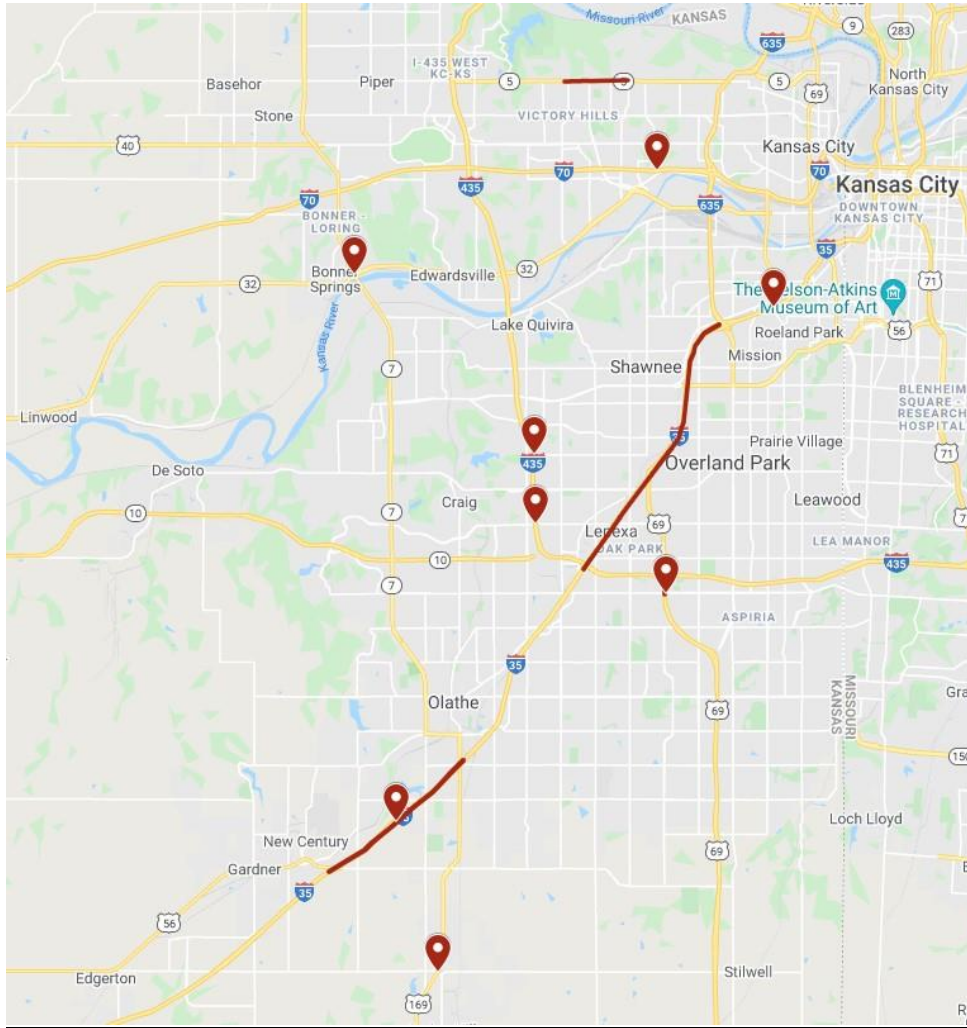 Missouri River
KANSAS
635
9
283
I-435 WEST
KC-KS
Basehor
Piper
5
5
5
69
North
Kansas City
Stone
VICTORY HILLS
40
Kansas City
70
435
70
70
Kansas City
635
DOWNTOWN
KANSAS CITY
BONNER -
LORING
35
Bonner
Springs
Edwardsville
32
32
71
The Nelson-Atkins
Museum of Art
56
Kansas River
Lake Quivira
Roeland Park
Mission
Shawnee
7
BLENHEIM
SQUARE -
RESEARCH
HOSPITAL
Linwood
435
Prairie Village
71
De Soto
Overland Park
Craig
Leawood
10
7
69
Lenexa
OAK PARK
LEA MANOR
10
435
7
ASPIRIA
35
Olathe
MISSOURI
KANSAS
69
150
New Century
Loch Lloyd
Gardner
69
35
56
Edgerton
Stilwell
169